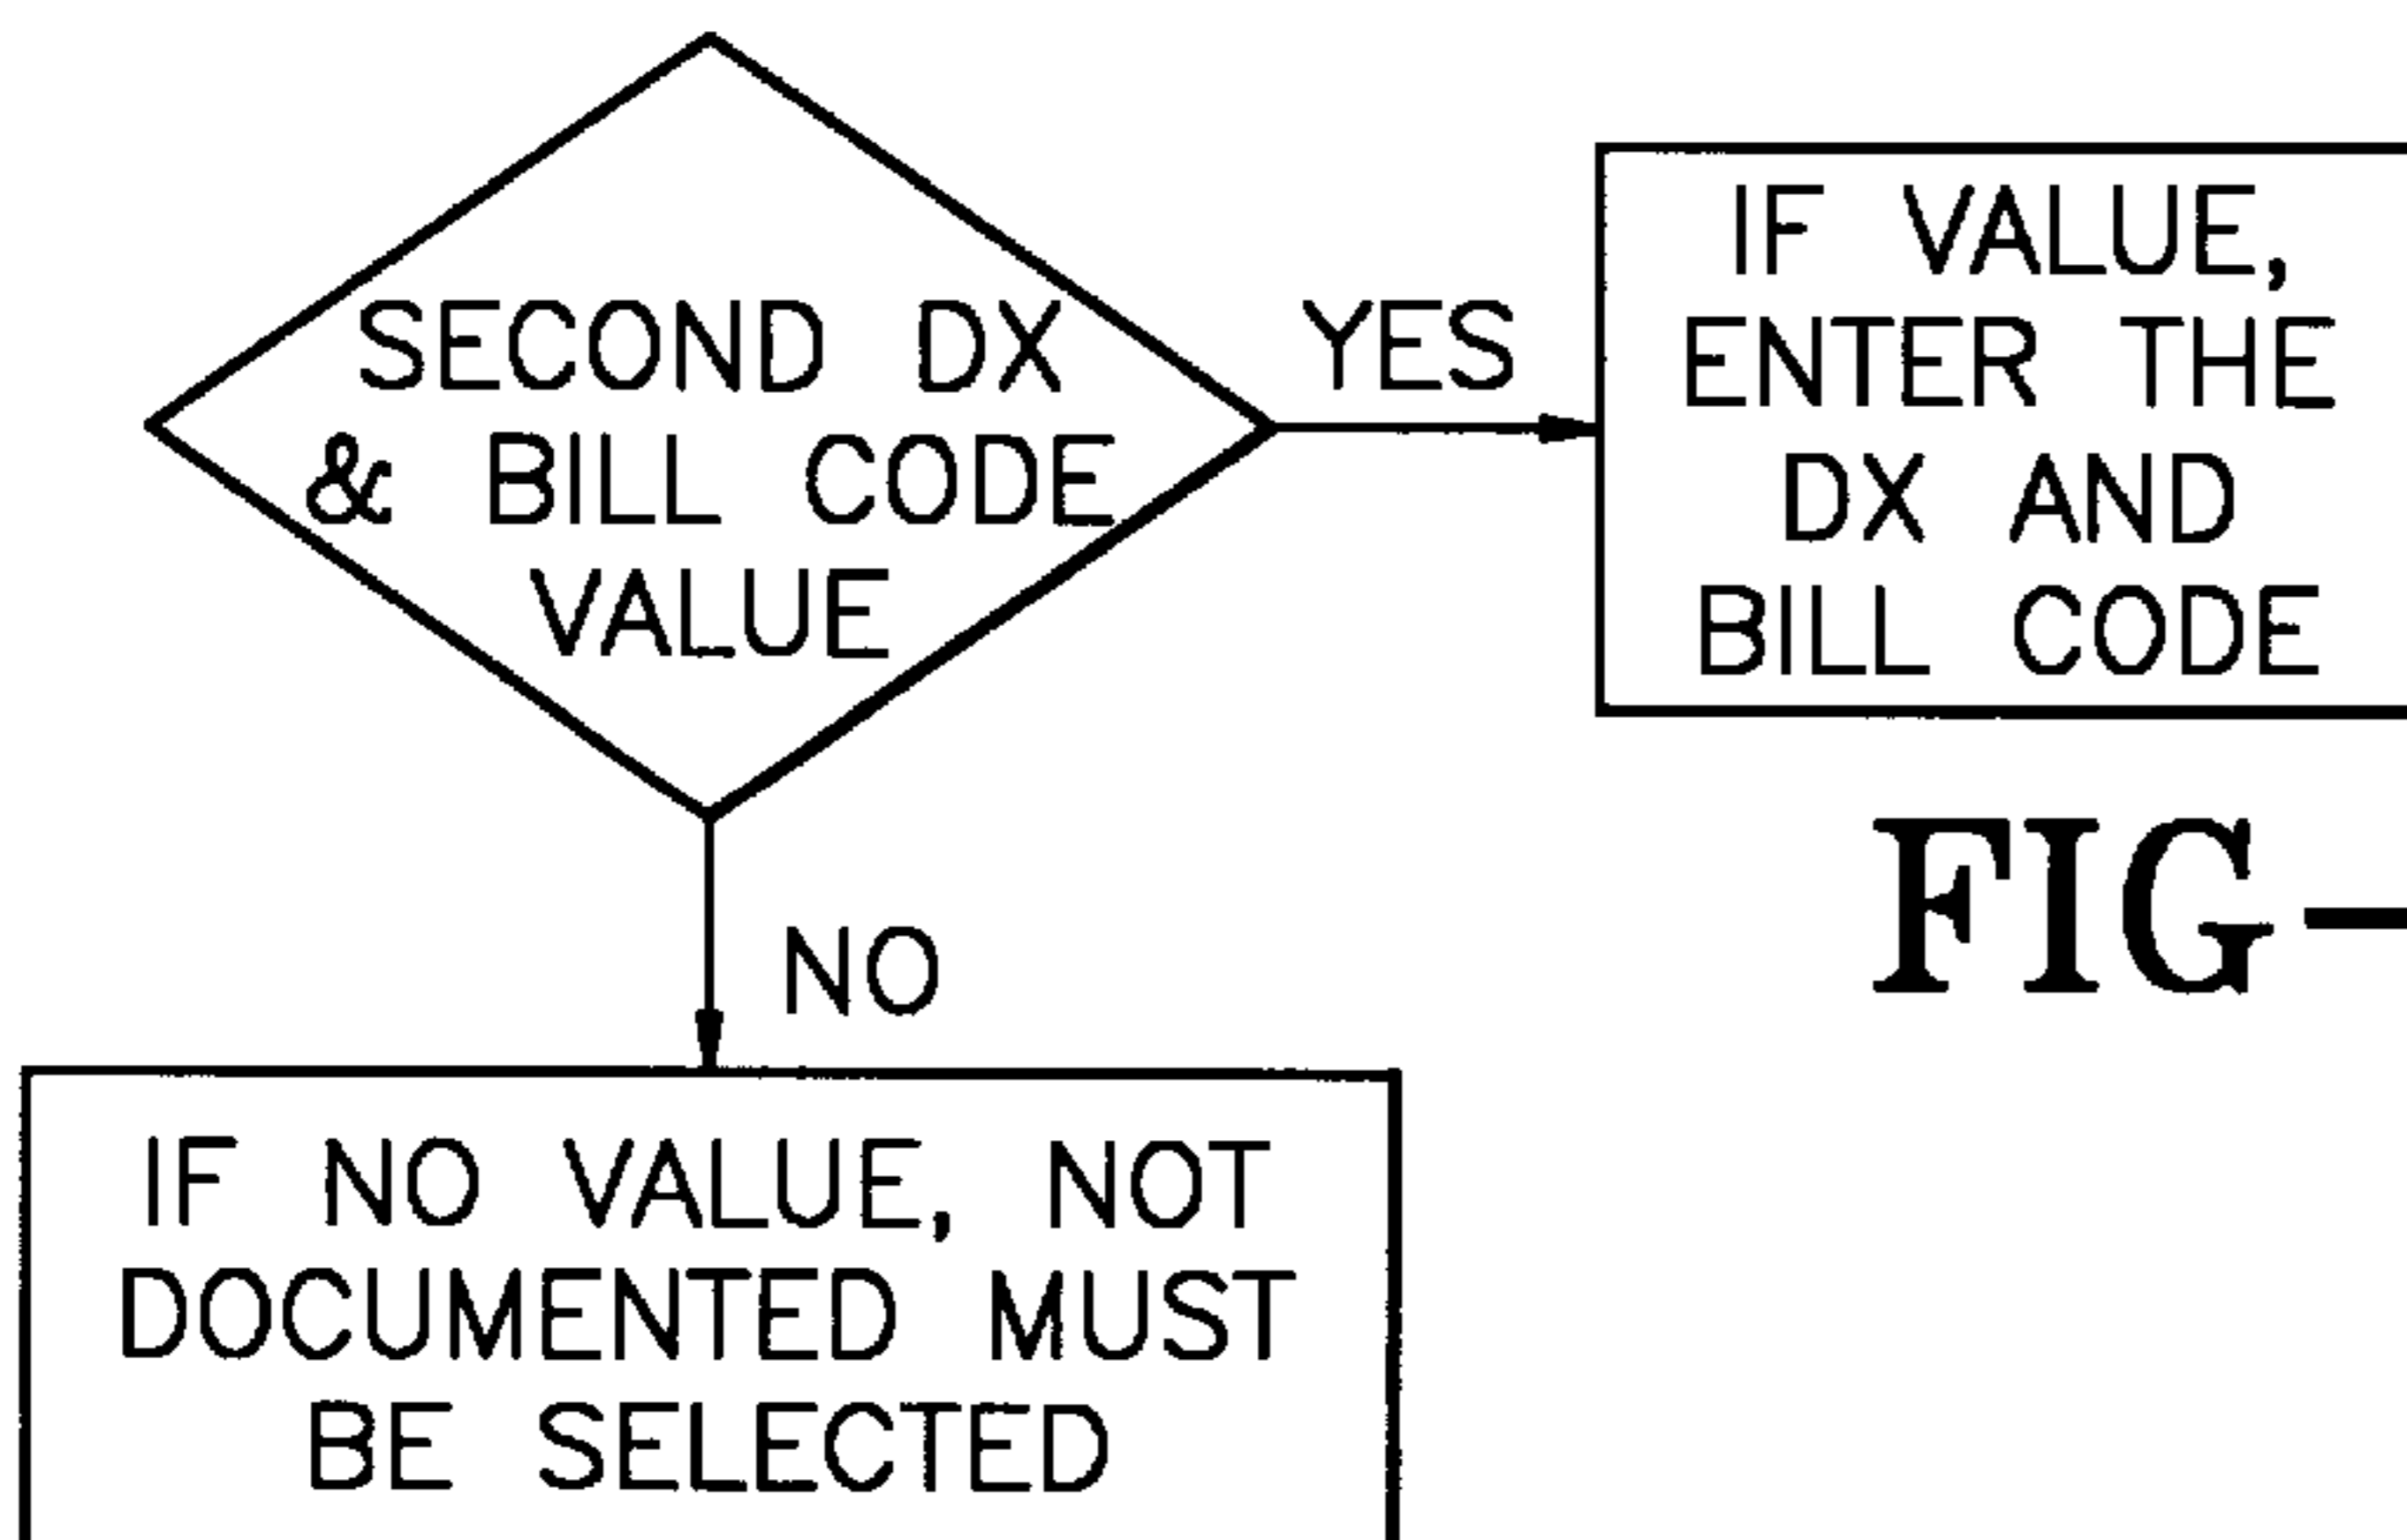 SECOND DX
& BILL CODE
VALUE
YES
IF VALUE,
ENTER THE
DX AND
BILL CODE
FIG-
NO
IF NO VALUE, NOT
DOCUMENTED MUST
BE SELECTED